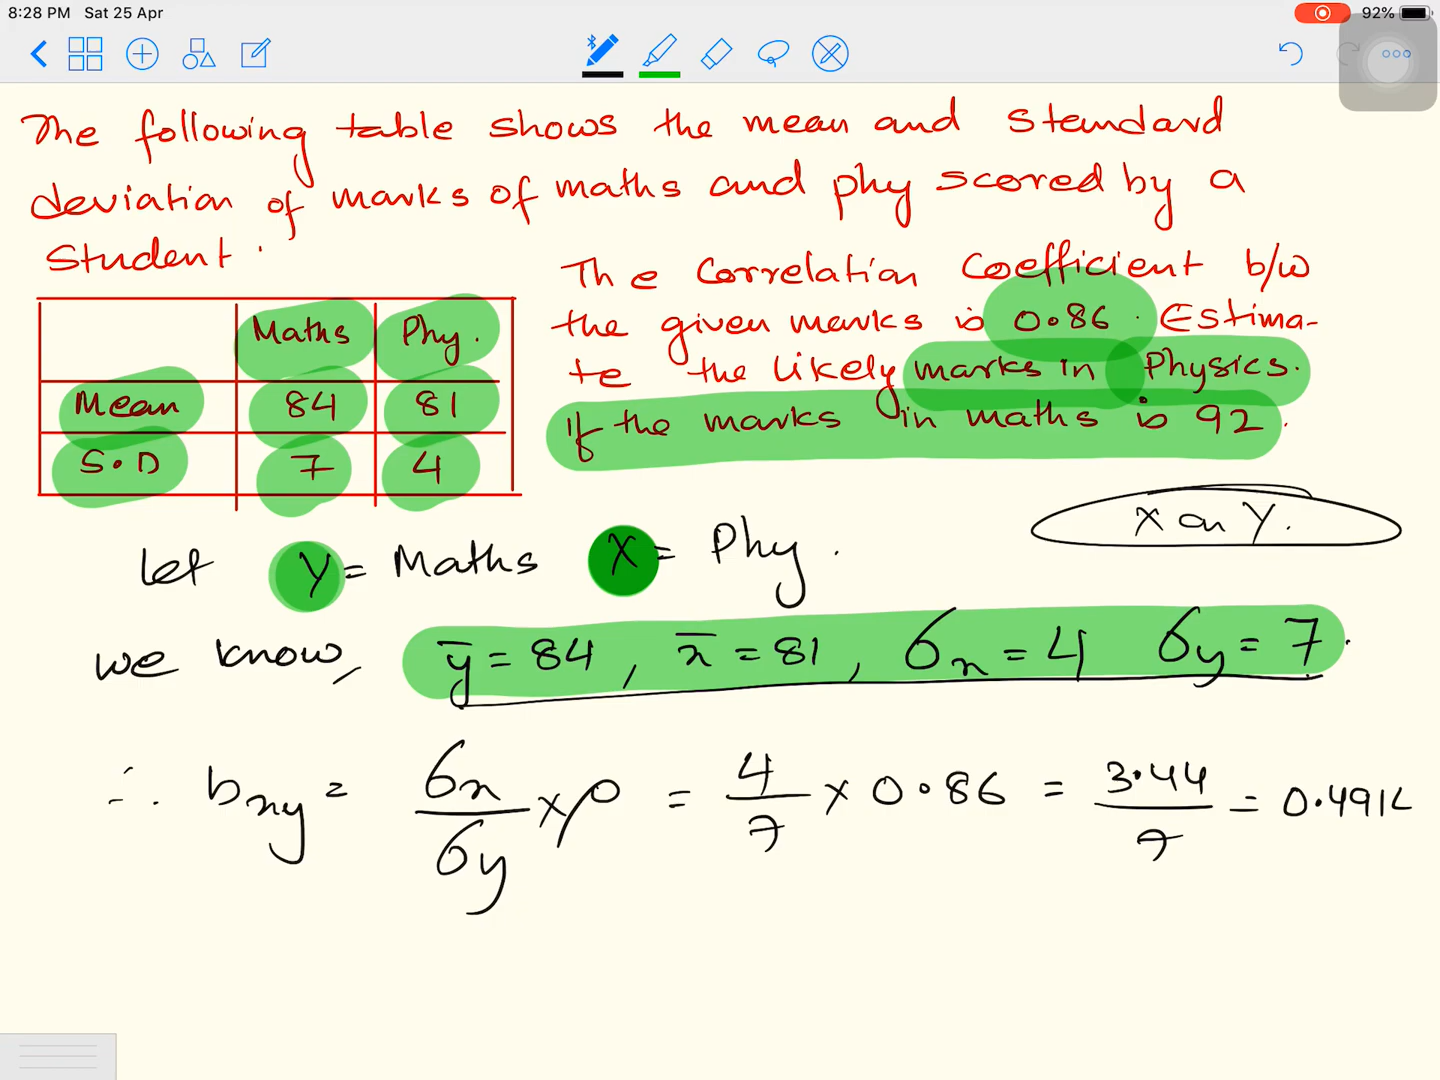 8:28 PM Sat 25 Apr
92%
The following table shows the mean and standard
deviation of marks of maths and phy scored by a
student.
The correlation coefficient b/w
the given marks is 0.86. Estima-
te the likely marks in Physics.
If the marks in maths is 92.
Maths Phy.
Mean 84 81
S.D 7 4
X on Y.
Let Y = Maths X = Phy.
we know, y̅ = 84, x̅ = 81, σx = 4 σy = 7.
∴ bxy = σx/σy × ρ = 4/7 × 0.86 = 3.44/7 = 0.4914